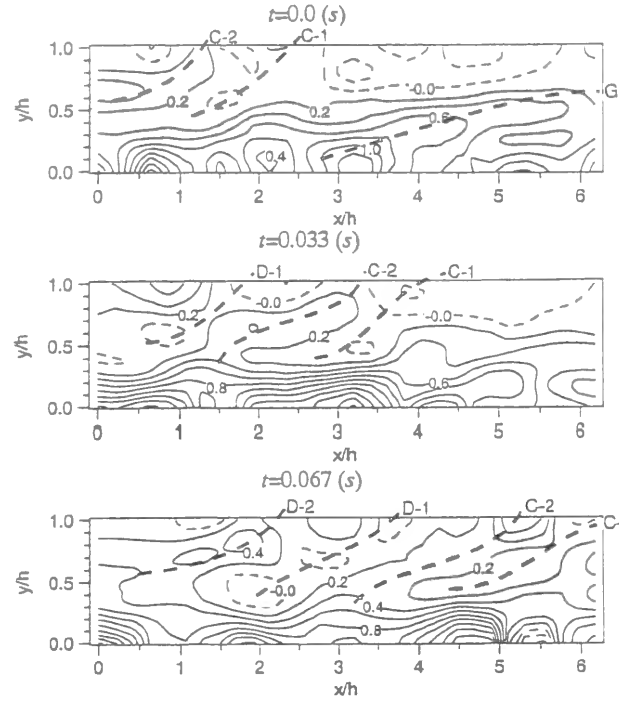 t=0.0 (s)
C-2 C-1
1.0
0.2 -0.0 G
y/h 0.5 0.2 0.6
0.4 1.0
0.0
0 1 2 3 4 5 6
x/h
t=0.033 (s)
D-1 C-2 C-1
1.0
-0.0
0.2 -0.0
y/h 0.5 0.2
0.8 0.6
0.0
0 1 2 3 4 5 6
x/h
t=0.067 (s)
D-2 D-1 C-2 C-
1.0
0.4
y/h 0.5 0.2 0.2
-0.0 0.4
0.8
0.0
0 1 2 3 4 5 6
x/h